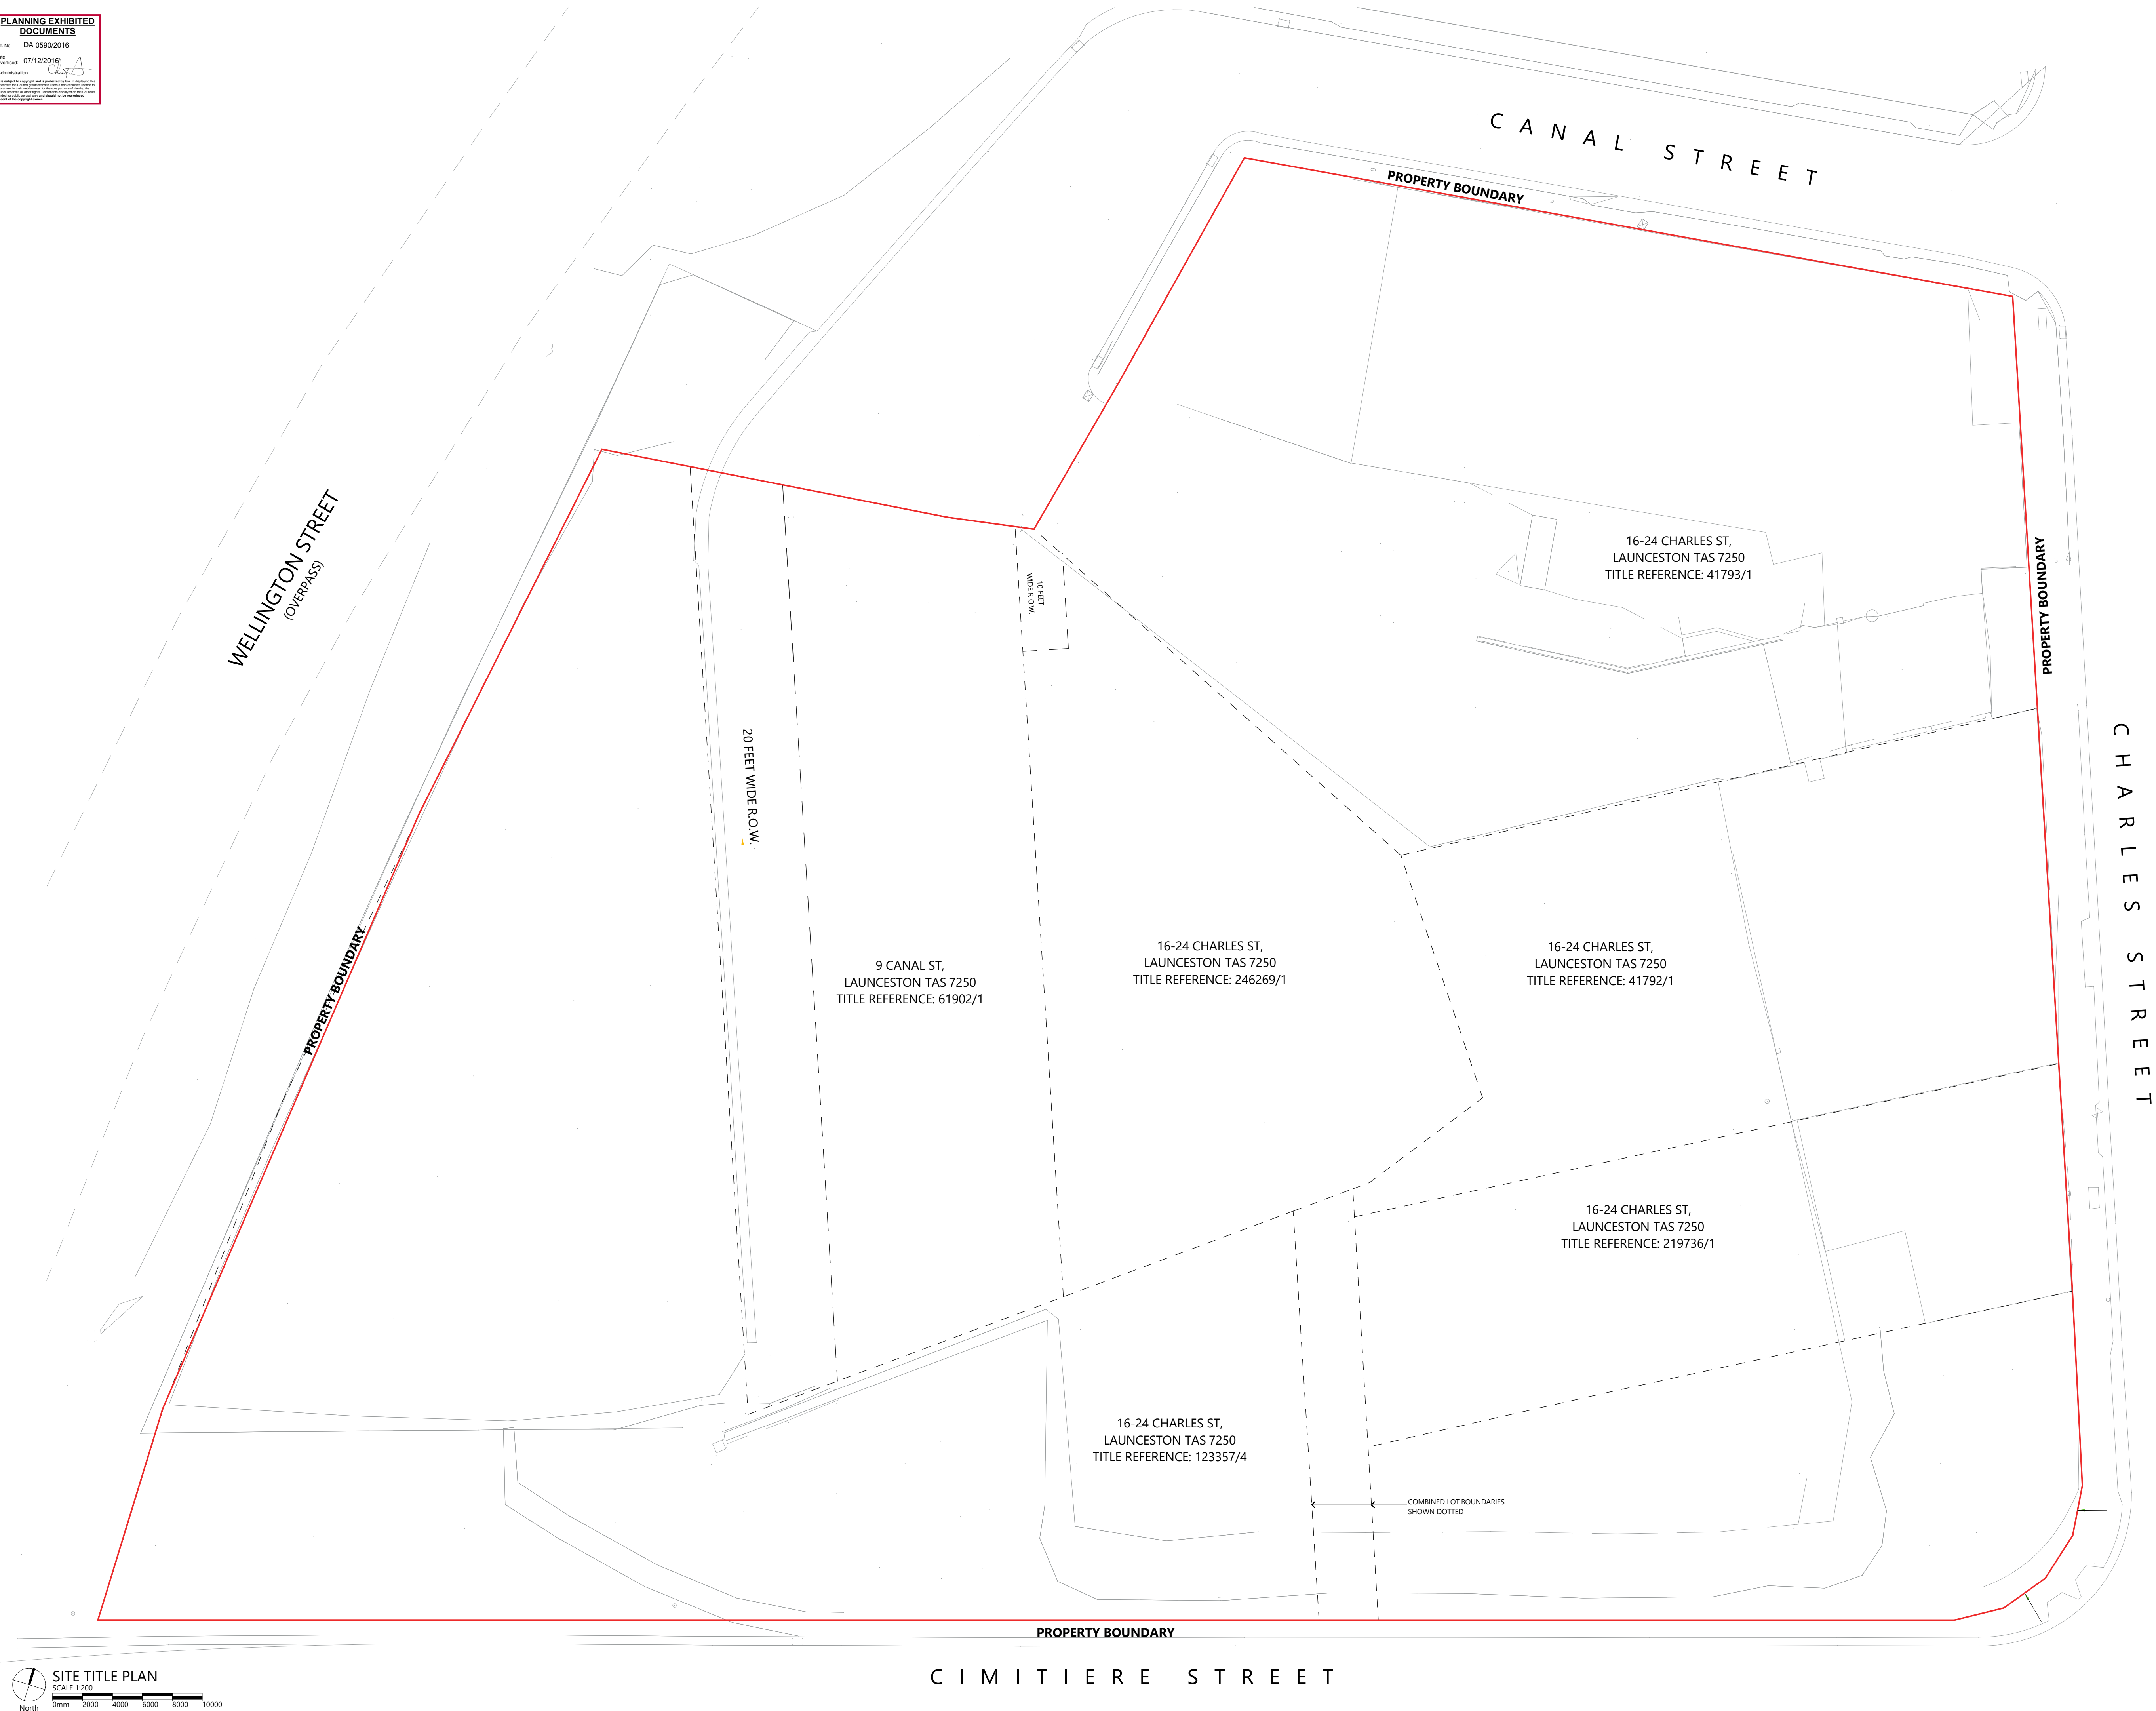 PLANNING EXHIBITED
DOCUMENTS
No: DA 0590/2016
07/12/2016
CANAL STREET
PROPERTY BOUNDARY
WELLINGTON STREET
(OVERPASS)
16-24 CHARLES ST,
LAUNCESTON TAS 7250
TITLE REFERENCE: 41793/1
PROPERTY BOUNDARY
10 FEET
WIDE R.O.W.
20 FEET WIDE R.O.W.
CHARLES STREET
PROPERTY BOUNDARY
9 CANAL ST,
LAUNCESTON TAS 7250
TITLE REFERENCE: 61902/1
16-24 CHARLES ST,
LAUNCESTON TAS 7250
TITLE REFERENCE: 246269/1
16-24 CHARLES ST,
LAUNCESTON TAS 7250
TITLE REFERENCE: 41792/1
16-24 CHARLES ST,
LAUNCESTON TAS 7250
TITLE REFERENCE: 219736/1
16-24 CHARLES ST,
LAUNCESTON TAS 7250
TITLE REFERENCE: 123357/4
COMBINED LOT BOUNDARIES
SHOWN DOTTED
PROPERTY BOUNDARY
CIMITIERE STREET
SITE TITLE PLAN
SCALE 1:200
0mm 2000 4000 6000 8000 10000
North